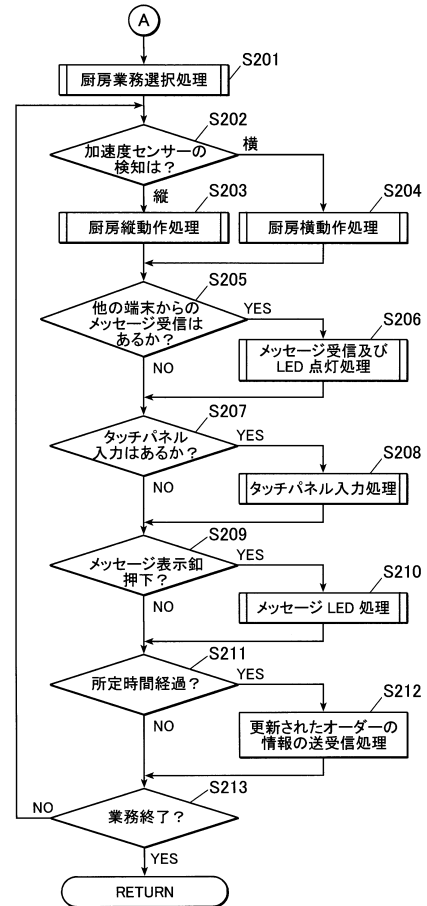 A
S201
厨房業務選択処理
S202
加速度センサーの
検知は?
横
縦
S203
厨房縦動作処理
S204
厨房横動作処理
S205
他の端末からの
メッセージ受信は
あるか?
YES
NO
S206
メッセージ受信及び
LED 点灯処理
S207
タッチパネル
入力はあるか?
YES
NO
S208
タッチパネル入力処理
S209
メッセージ表示釦
押下?
YES
NO
S210
メッセージ LED 処理
S211
所定時間経過?
YES
NO
S212
更新されたオーダーの
情報の送受信処理
S213
業務終了?
NO
YES
RETURN